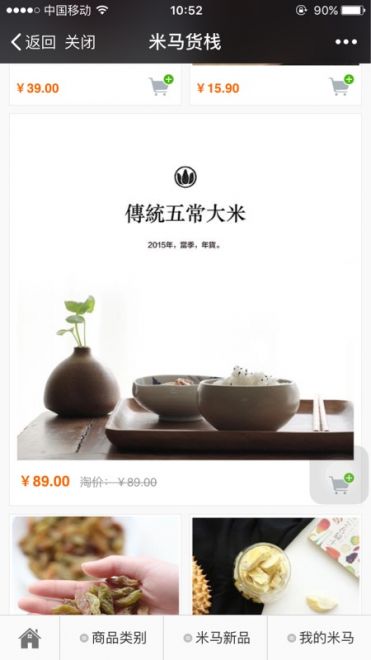 中国移动
10:52
90%
返回 关闭
米马货栈
¥39.00
¥15.90
傳統五常大米
2015年，當季，年貨。
¥89.00 淘价：¥89.00
商品类别
米马新品
我的米马